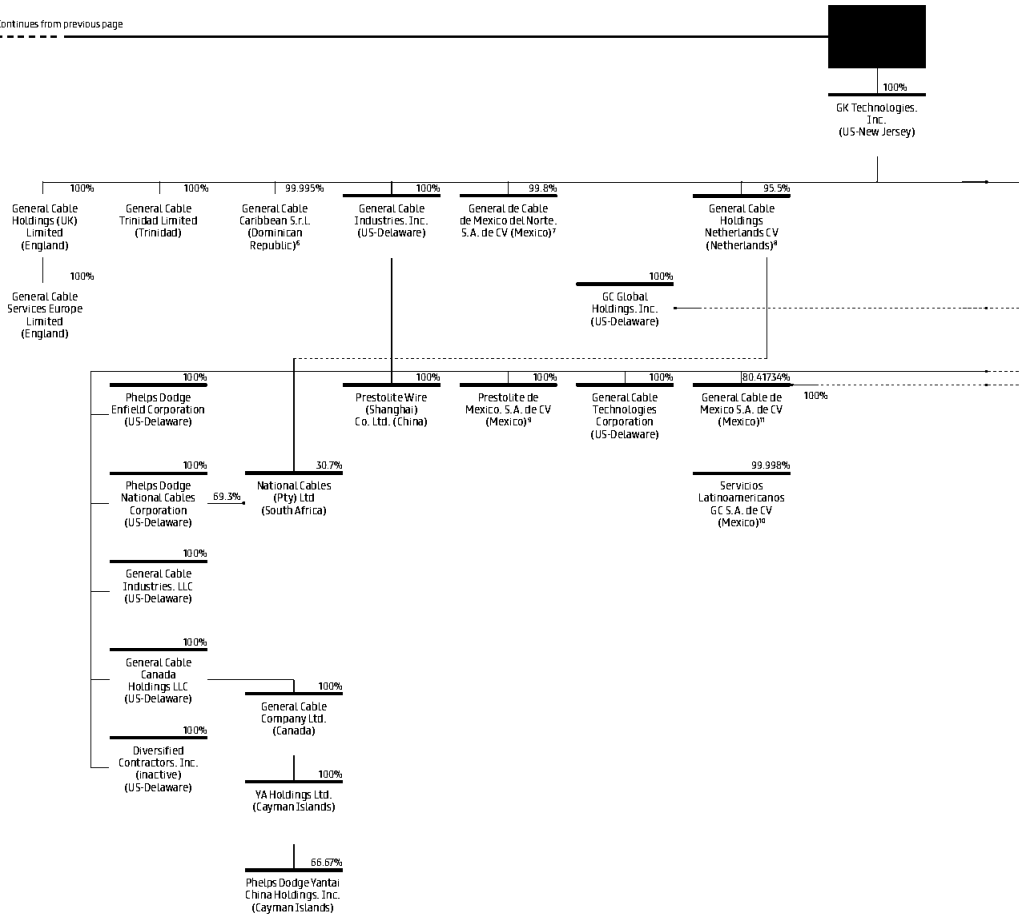 Continues from previous page
100%
GK Technologies,
Inc.
(US-New Jersey)
100%
General Cable
Holdings (UK)
Limited
(England)
100%
General Cable
Trinidad Limited
(Trinidad)
99.995%
General Cable
Caribbean S.r.L
(Dominican
Republic)⁶
100%
General Cable
Industries, Inc.
(US-Delaware)
99.8%
General de Cable
de Mexico del Norte,
S.A. de CV (Mexico)⁷
95.5%
General Cable
Holdings
Netherlands CV
(Netherlands)⁸
100%
General Cable
Services Europe
Limited
(England)
100%
GC Global
Holdings, Inc.
(US-Delaware)
100%
Phelps Dodge
Enfield Corporation
(US-Delaware)
100%
Prestolite Wire
(Shanghai)
Co. Ltd. (China)
100%
Prestolite de
Mexico, S.A. de CV
(Mexico)⁹
100%
General Cable
Technologies
Corporation
(US-Delaware)
80.41734%
General Cable de
Mexico S.A. de CV
(Mexico)¹¹
100%
100%
Phelps Dodge
National Cables
Corporation
(US-Delaware)
69.3%
30.7%
National Cables
(Pty) Ltd
(South Africa)
99.998%
Servicios
Latinoamericanos
GC S.A. de CV
(Mexico)¹⁰
100%
General Cable
Industries, LLC
(US-Delaware)
100%
General Cable
Canada
Holdings LLC
(US-Delaware)
100%
General Cable
Company Ltd.
(Canada)
100%
Diversified
Contractors, Inc.
(inactive)
(US-Delaware)
100%
YA Holdings Ltd.
(Cayman Islands)
66.67%
Phelps Dodge Yantai
China Holdings, Inc.
(Cayman Islands)